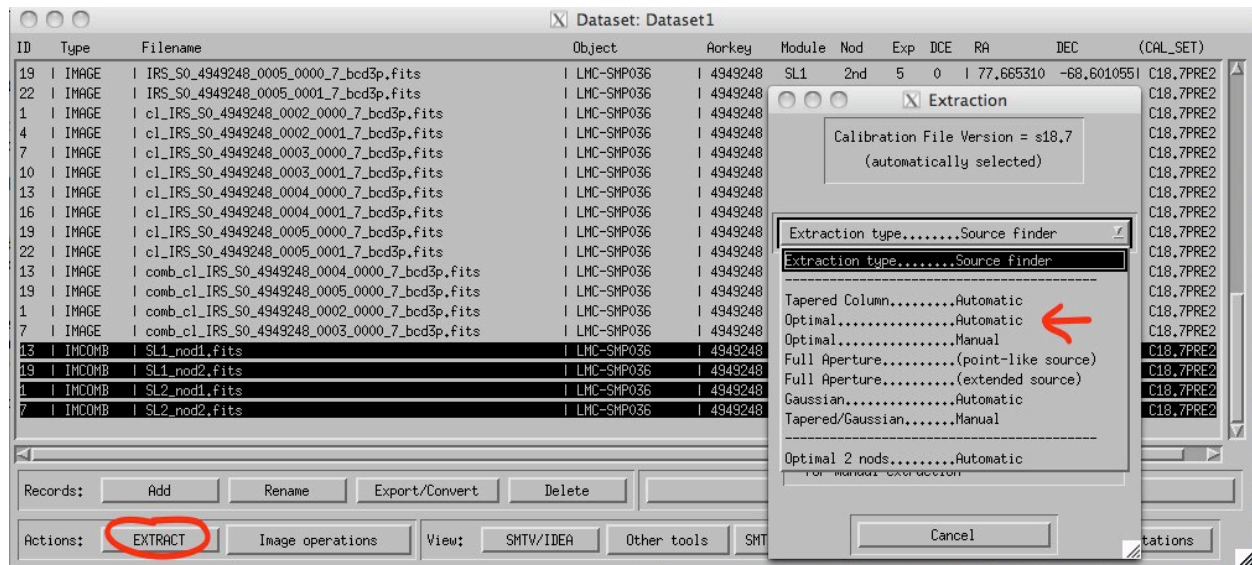 Dataset: Dataset1
ID Type Filename Object Aorkey Module Nod Exp DCE RA DEC (CAL_SET)
19 | IMAGE | IRS_S0_4949248_0005_0000_7_bcd3p.fits | LMC-SMP036 | 4949248 SL1 2nd 5 0 | 77.665310 -68.601055| C18.7PRE2
22 | IMAGE | IRS_S0_4949248_0005_0001_7_bcd3p.fits | LMC-SMP036 | 4949248 C18.7PRE2
1 | IMAGE | cl_IRS_S0_4949248_0002_0000_7_bcd3p.fits | LMC-SMP036 | 4949248 C18.7PRE2
4 | IMAGE | cl_IRS_S0_4949248_0002_0001_7_bcd3p.fits | LMC-SMP036 | 4949248 C18.7PRE2
7 | IMAGE | cl_IRS_S0_4949248_0003_0000_7_bcd3p.fits | LMC-SMP036 | 4949248 C18.7PRE2
10 | IMAGE | cl_IRS_S0_4949248_0003_0001_7_bcd3p.fits | LMC-SMP036 | 4949248 C18.7PRE2
13 | IMAGE | cl_IRS_S0_4949248_0004_0000_7_bcd3p.fits | LMC-SMP036 | 4949248 C18.7PRE2
16 | IMAGE | cl_IRS_S0_4949248_0004_0001_7_bcd3p.fits | LMC-SMP036 | 4949248 C18.7PRE2
19 | IMAGE | cl_IRS_S0_4949248_0005_0000_7_bcd3p.fits | LMC-SMP036 | 4949248 C18.7PRE2
22 | IMAGE | cl_IRS_S0_4949248_0005_0001_7_bcd3p.fits | LMC-SMP036 | 4949248 C18.7PRE2
13 | IMAGE | comb_cl_IRS_S0_4949248_0004_0000_7_bcd3p.fits | LMC-SMP036 | 4949248 C18.7PRE2
19 | IMAGE | comb_cl_IRS_S0_4949248_0005_0000_7_bcd3p.fits | LMC-SMP036 | 4949248 C18.7PRE2
1 | IMAGE | comb_cl_IRS_S0_4949248_0002_0000_7_bcd3p.fits | LMC-SMP036 | 4949248 C18.7PRE2
7 | IMAGE | comb_cl_IRS_S0_4949248_0003_0000_7_bcd3p.fits | LMC-SMP036 | 4949248 C18.7PRE2
13 | IMCOMB | SL1_nod1.fits | LMC-SMP036 | 4949248 C18.7PRE2
19 | IMCOMB | SL1_nod2.fits | LMC-SMP036 | 4949248 C18.7PRE2
1 | IMCOMB | SL2_nod1.fits | LMC-SMP036 | 4949248 C18.7PRE2
7 | IMCOMB | SL2_nod2.fits | LMC-SMP036 | 4949248 C18.7PRE2
Records: Add Rename Export/Convert Delete
Actions: EXTRACT Image operations View: SMTV/IDEA Other tools SMT tations
Extraction
Calibration File Version = s18.7
(automatically selected)
Extraction type........Source finder
Extraction type........Source finder
Tapered Column.........Automatic
Optimal................Automatic
Optimal................Manual
Full Aperture..........(point-like source)
Full Aperture..........(extended source)
Gaussian...............Automatic
Tapered/Gaussian.......Manual
Optimal 2 nods.........Automatic
for manual extraction
Cancel